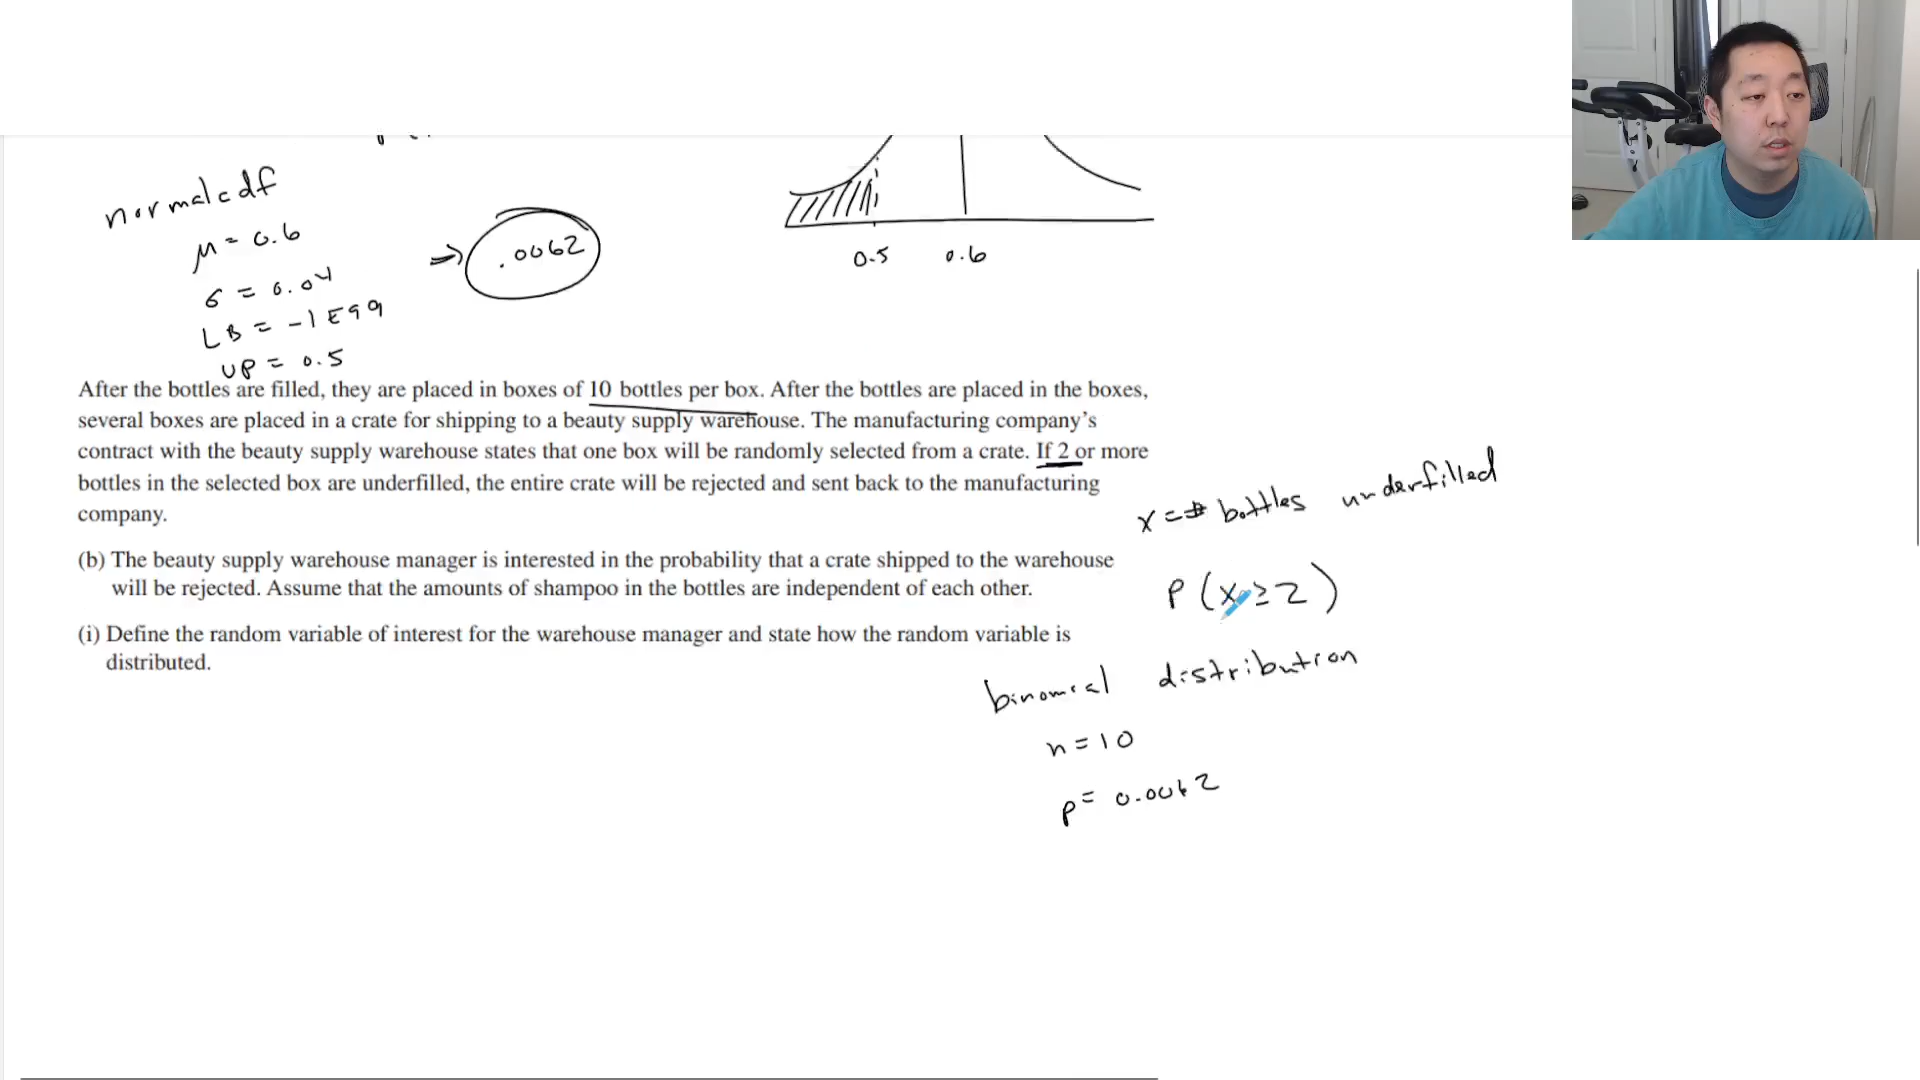 normalcdf
μ = 0.6
σ = 0.04
LB = -1E99
UP = 0.5
→ .0062
0.5 0.6
After the bottles are filled, they are placed in boxes of 10 bottles per box. After the bottles are placed in the boxes,
several boxes are placed in a crate for shipping to a beauty supply warehouse. The manufacturing company’s
contract with the beauty supply warehouse states that one box will be randomly selected from a crate. If 2 or more
bottles in the selected box are underfilled, the entire crate will be rejected and sent back to the manufacturing
company.
(b) The beauty supply warehouse manager is interested in the probability that a crate shipped to the warehouse
will be rejected. Assume that the amounts of shampoo in the bottles are independent of each other.
(i) Define the random variable of interest for the warehouse manager and state how the random variable is
distributed.
x = # bottles underfilled
P(x ≥ 2)
binomial distribution
n = 10
p = 0.0062